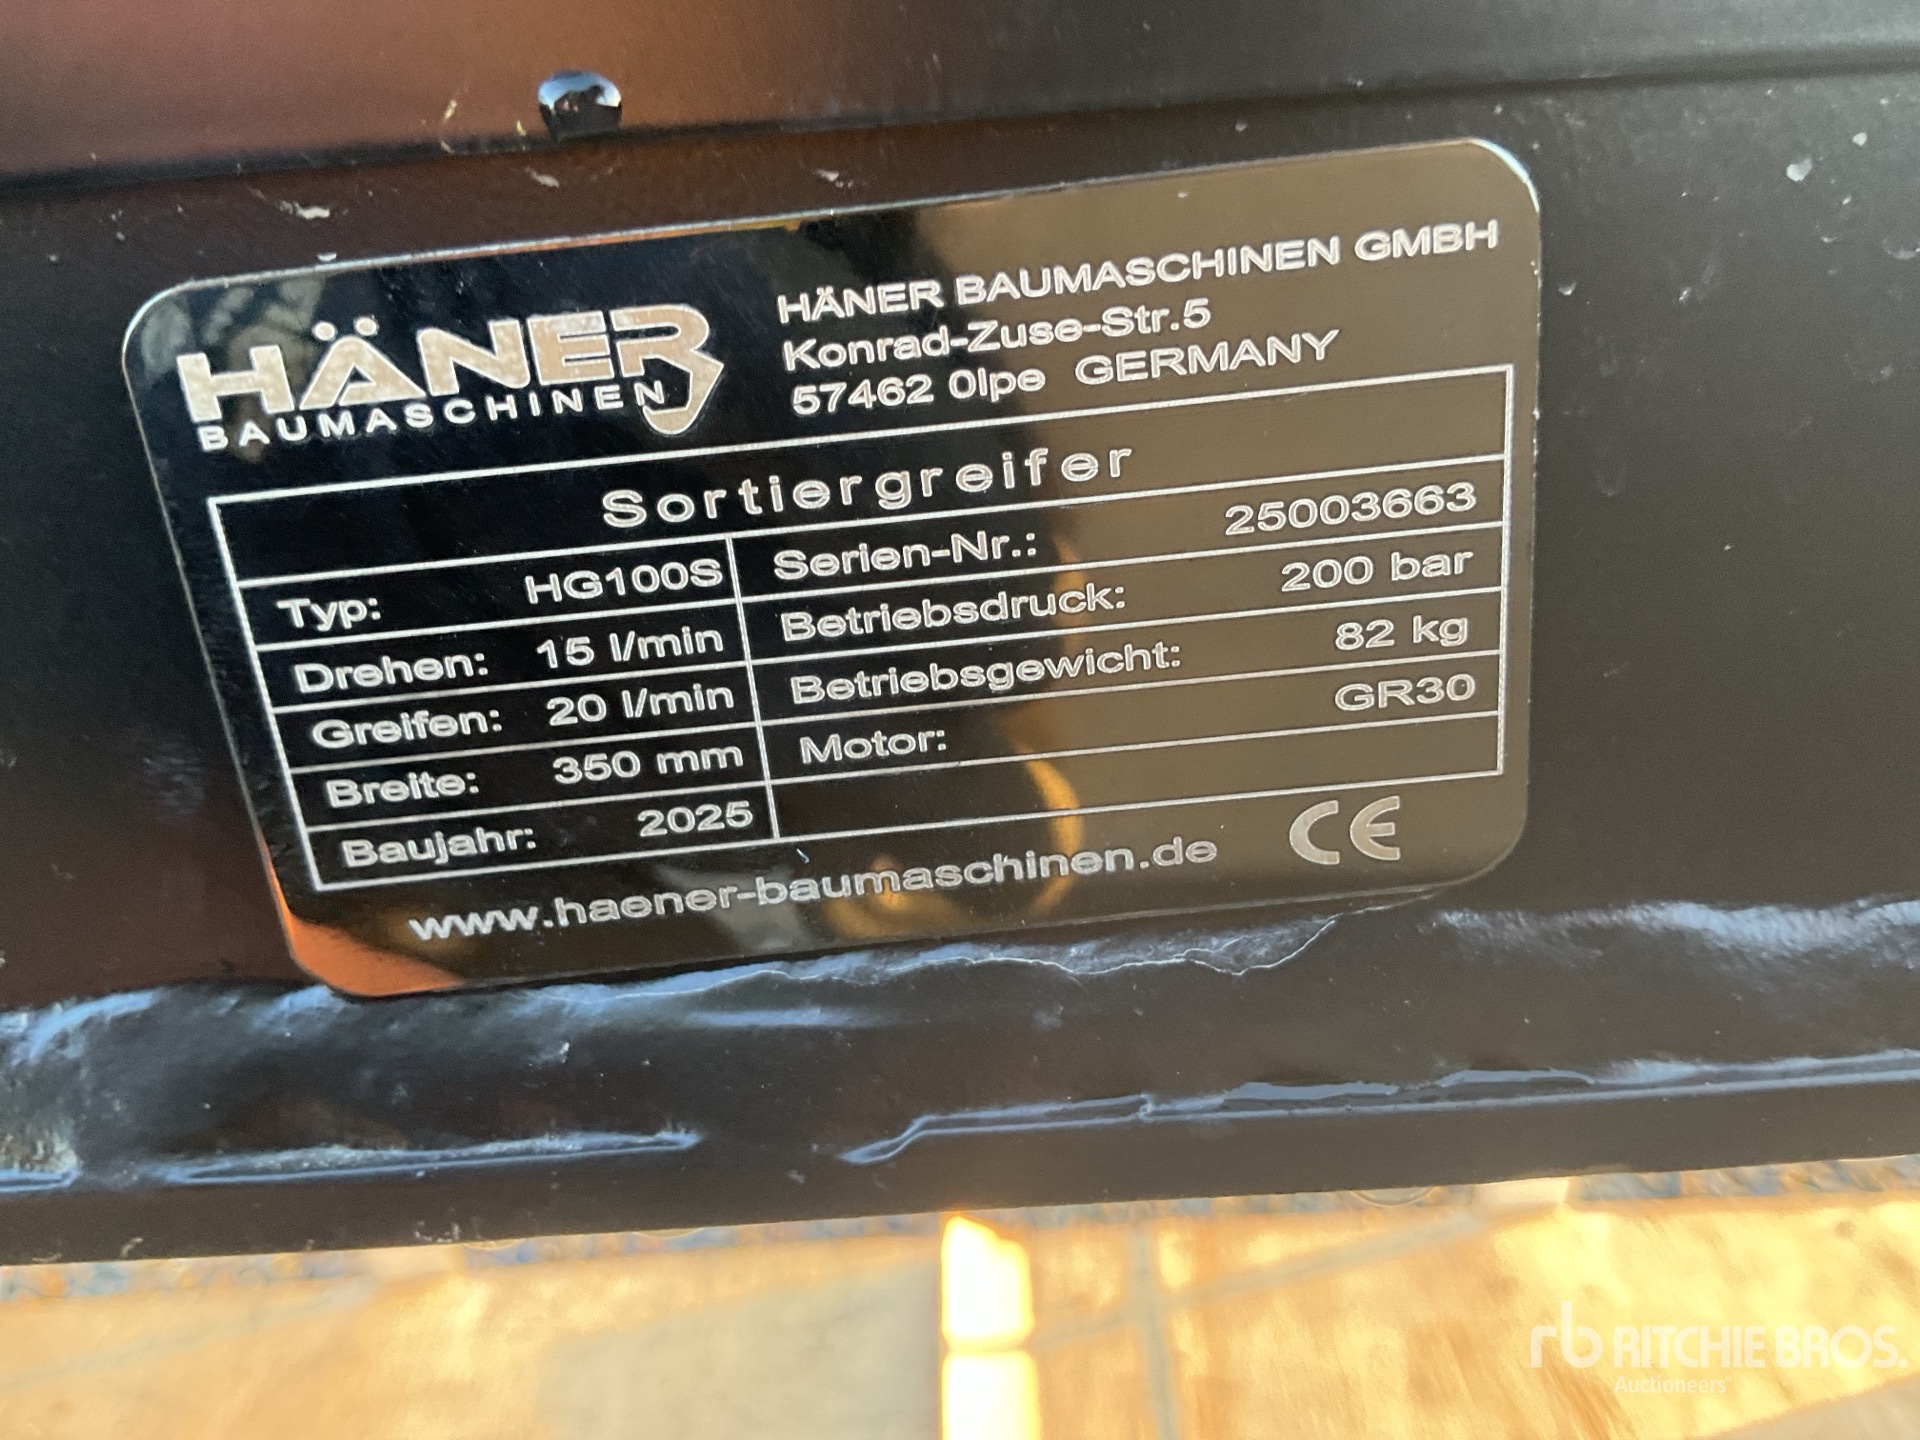 HÄNER
BAUMASCHINEN
HÄNER BAUMASCHINEN GMBH
Konrad-Zuse-Str.5
57462 Olpe GERMANY
Sortiergreifer
Typ: HG100S
Serien-Nr.: 25003663
Drehen: 15 l/min
Betriebsdruck: 200 bar
Greifen: 20 l/min
Betriebsgewicht: 82 kg
Breite: 350 mm
Motor: GR30
Baujahr: 2025
www.haener-baumaschinen.de CE
rb RITCHIE BROS.
Auctioneers